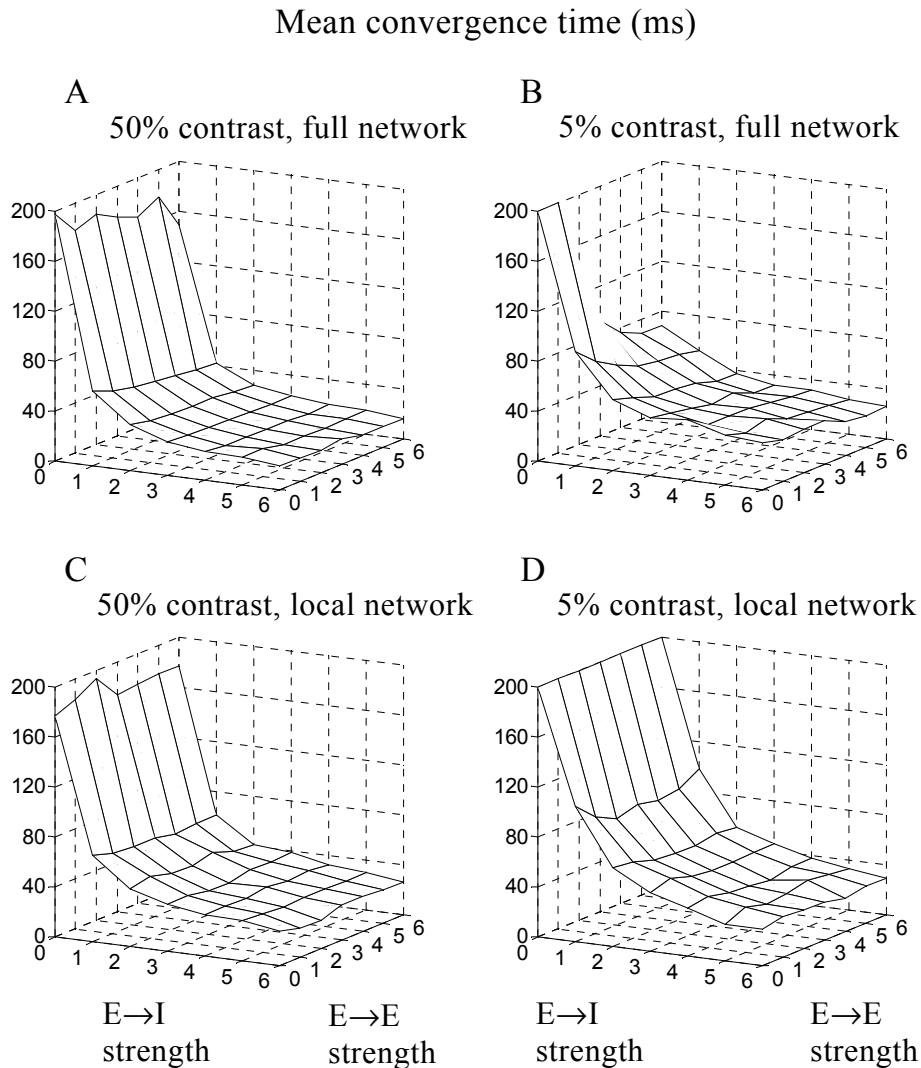 Mean convergence time (ms)
A
50% contrast, full network
200
160
120
80
40
0
0 1 2 3 4 5 6
0 1 2 3 4 5 6
B
5% contrast, full network
200
160
120
80
40
0
0 1 2 3 4 5 6
0 1 2 3 4 5 6
C
50% contrast, local network
200
160
120
80
40
0
0 1 2 3 4 5 6
0 1 2 3 4 5 6
E→I
strength
E→E
strength
D
5% contrast, local network
200
160
120
80
40
0
0 1 2 3 4 5 6
0 1 2 3 4 5 6
E→I
strength
E→E
strength